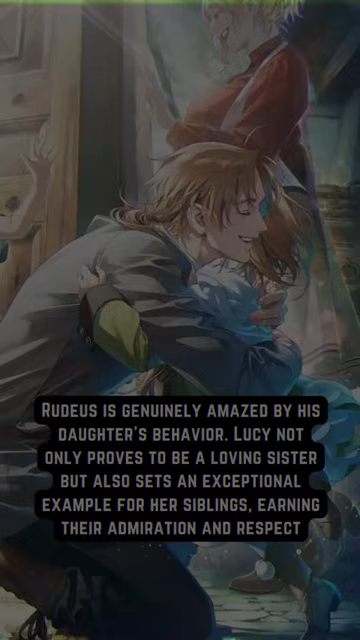 Rudeus is genuinely amazed by his
daughter's behavior. Lucy not
only proves to be a loving sister
but also sets an exceptional
example for her siblings, earning
their admiration and respect